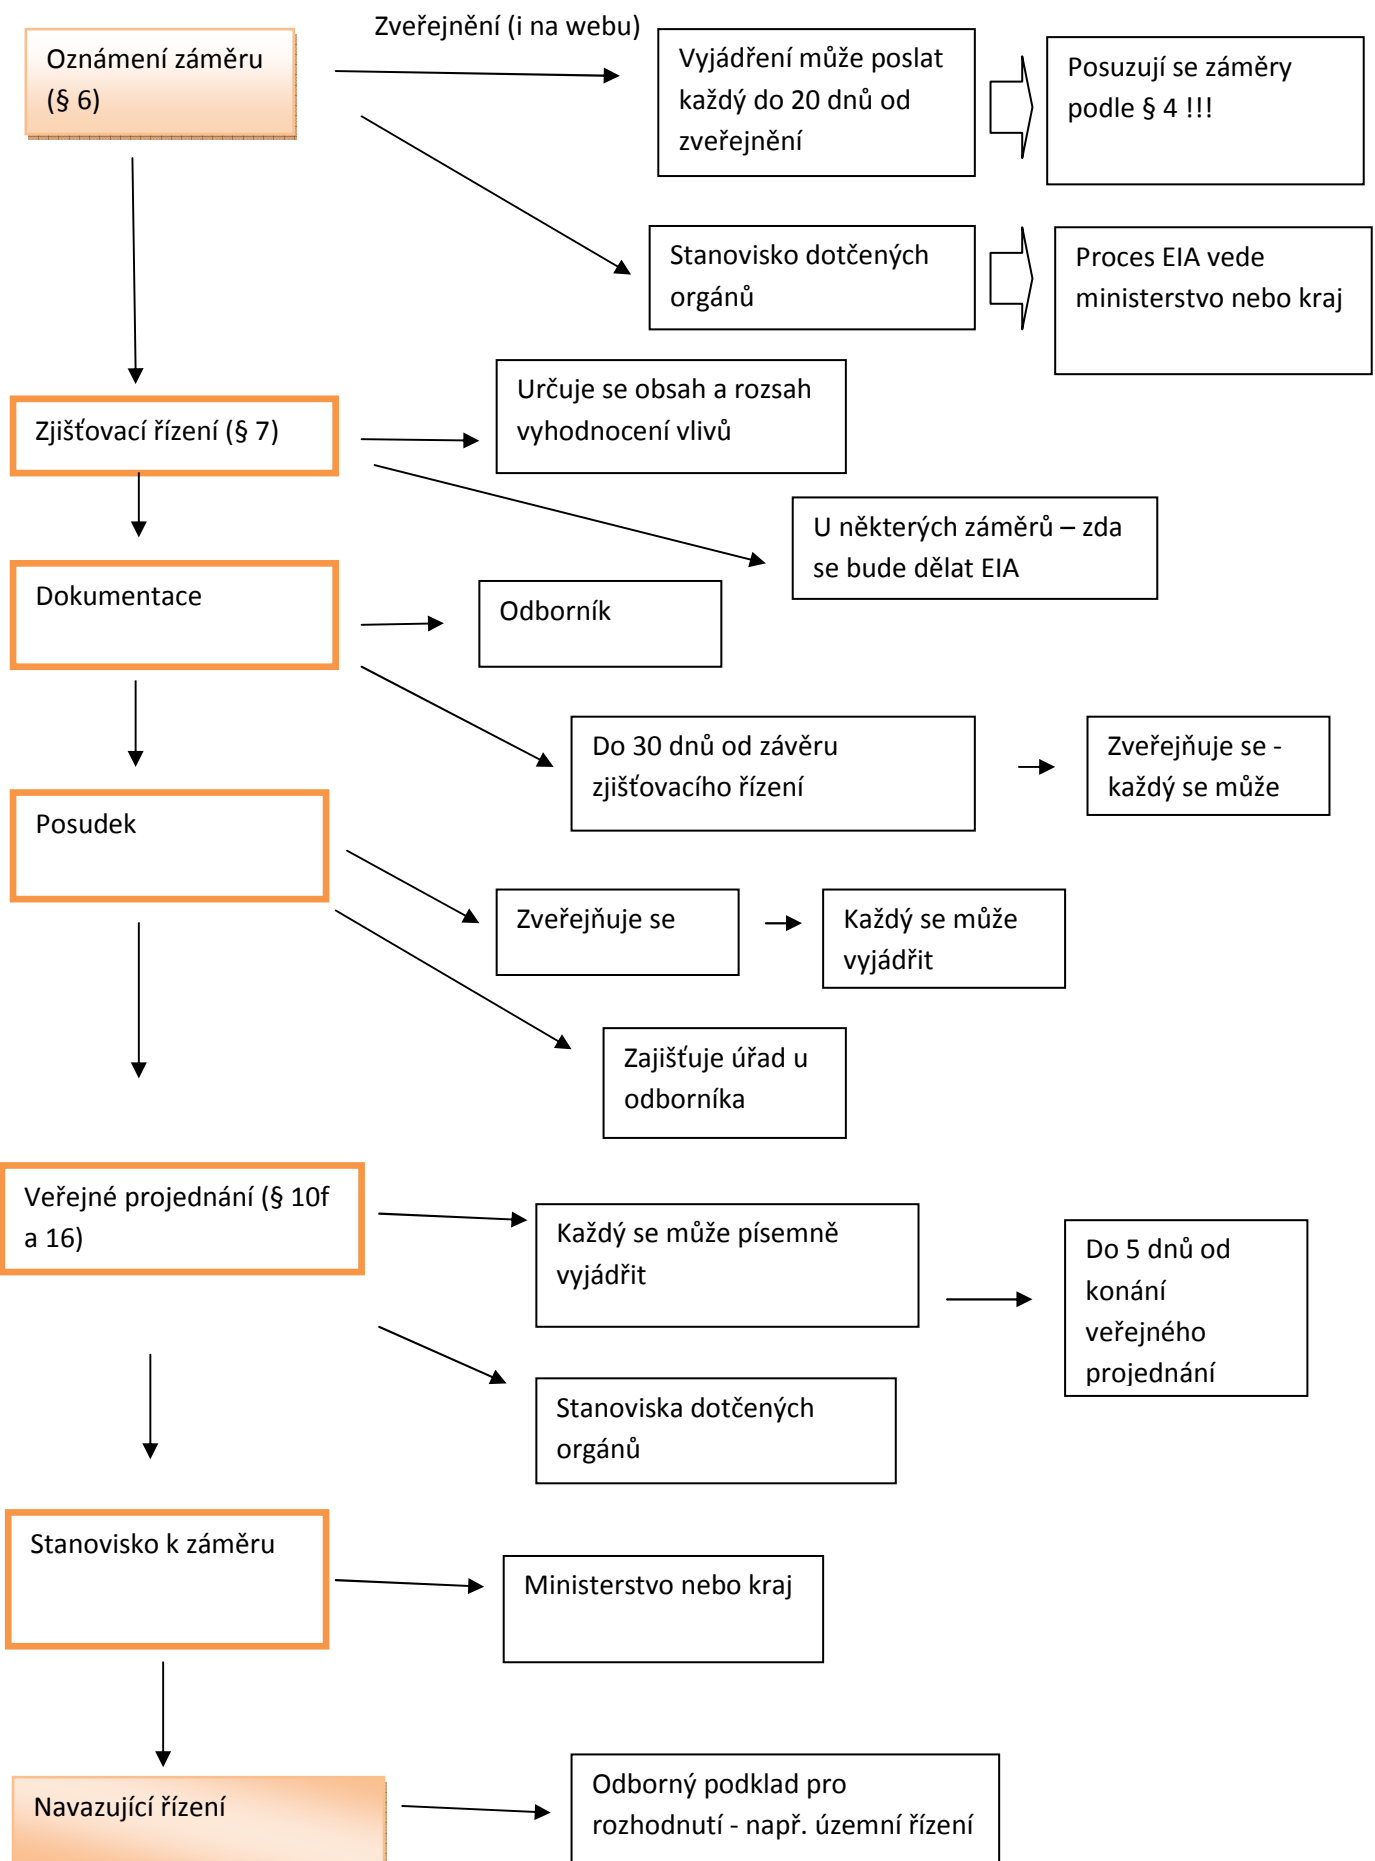 Zveřejnění (i na webu)
Oznámení záměru
(§ 6)
Vyjádření může poslat
každý do 20 dnů od
zveřejnění
Posuzují se záměry
podle § 4 !!!
Stanovisko dotčených
orgánů
Proces EIA vede
ministerstvo nebo kraj
Zjišťovací řízení (§ 7)
Určuje se obsah a rozsah
vyhodnocení vlivů
U některých záměrů – zda
se bude dělat EIA
Dokumentace
Odborník
Do 30 dnů od závěru
zjišťovacího řízení
Zveřejňuje se -
každý se může
Posudek
Zveřejňuje se
Každý se může
vyjádřit
Zajišťuje úřad u
odborníka
Veřejné projednání (§ 10f
a 16)
Každý se může písemně
vyjádřit
Do 5 dnů od
konání
veřejného
projednání
Stanoviska dotčených
orgánů
Stanovisko k záměru
Ministerstvo nebo kraj
Navazující řízení
Odborný podklad pro
rozhodnutí - např. územní řízení